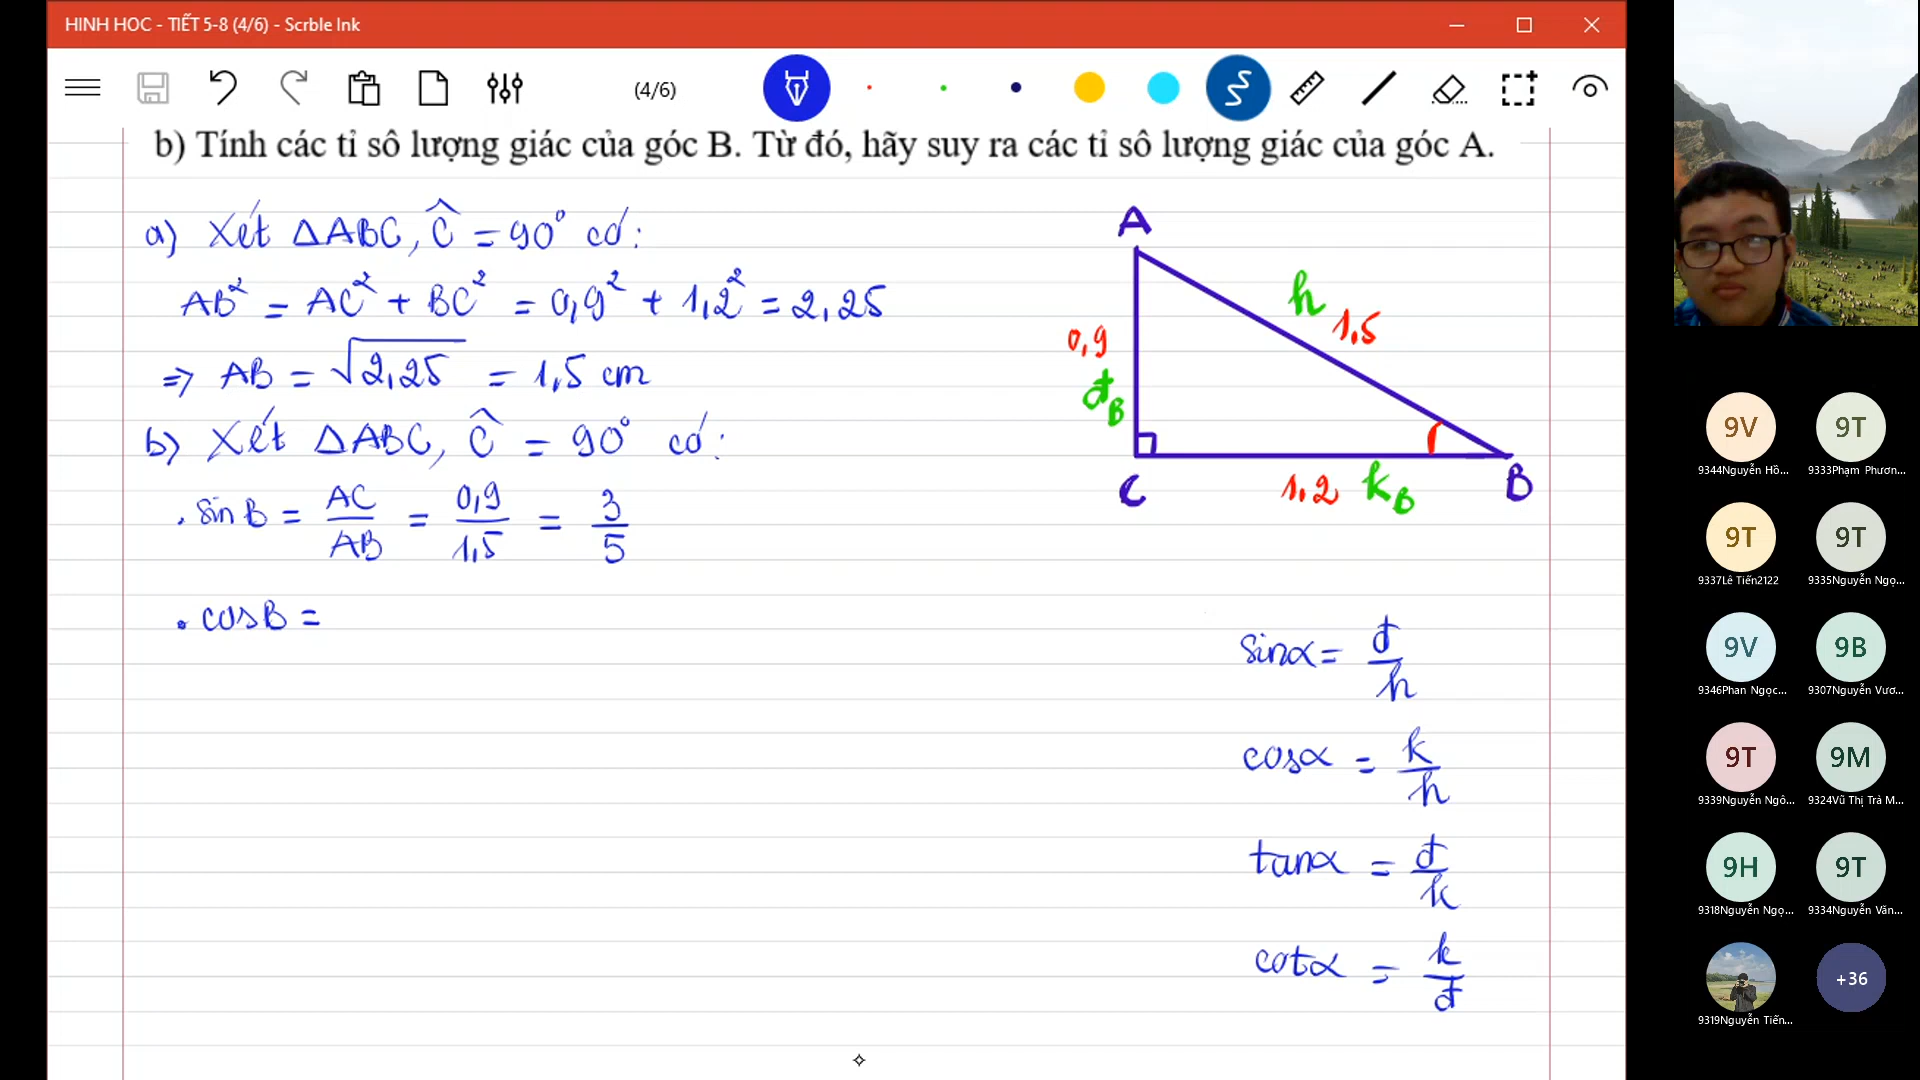 HINH HOC - TIẾT 5-8 (4/6) - Scrble Ink
(4/6)
b) Tính các tỉ sô lượng giác của góc B. Từ đó, hãy suy ra các tỉ sô lượng giác của góc A.
a) Xét ΔABC, Ĉ = 90° có:
AB² = AC² + BC² = 0,9² + 1,2² = 2,25
⇒ AB = √2,25 = 1,5 cm
b) Xét ΔABC, Ĉ = 90° có:
. sin B = AC/AB = 0,9/1,5 = 3/5
. cosB =
A
h
1,5
0,9
đB
C
1,2 kB
B
sinα = đ/h
cosα = k/h
tanα = đ/k
cotα = k/đ
9V
9344Nguyễn Hồ...
9T
9333Phạm Phươn...
9T
9337Lê Tiến2122
9T
9335Nguyễn Ngọ...
9V
9346Phan Ngọc...
9B
9307Nguyễn Vươ...
9T
9339Nguyễn Ngô...
9M
9324Vũ Thị Trà M...
9H
9318Nguyễn Ngọ...
9T
9334Nguyễn Văn...
9319Nguyễn Tiến...
+36